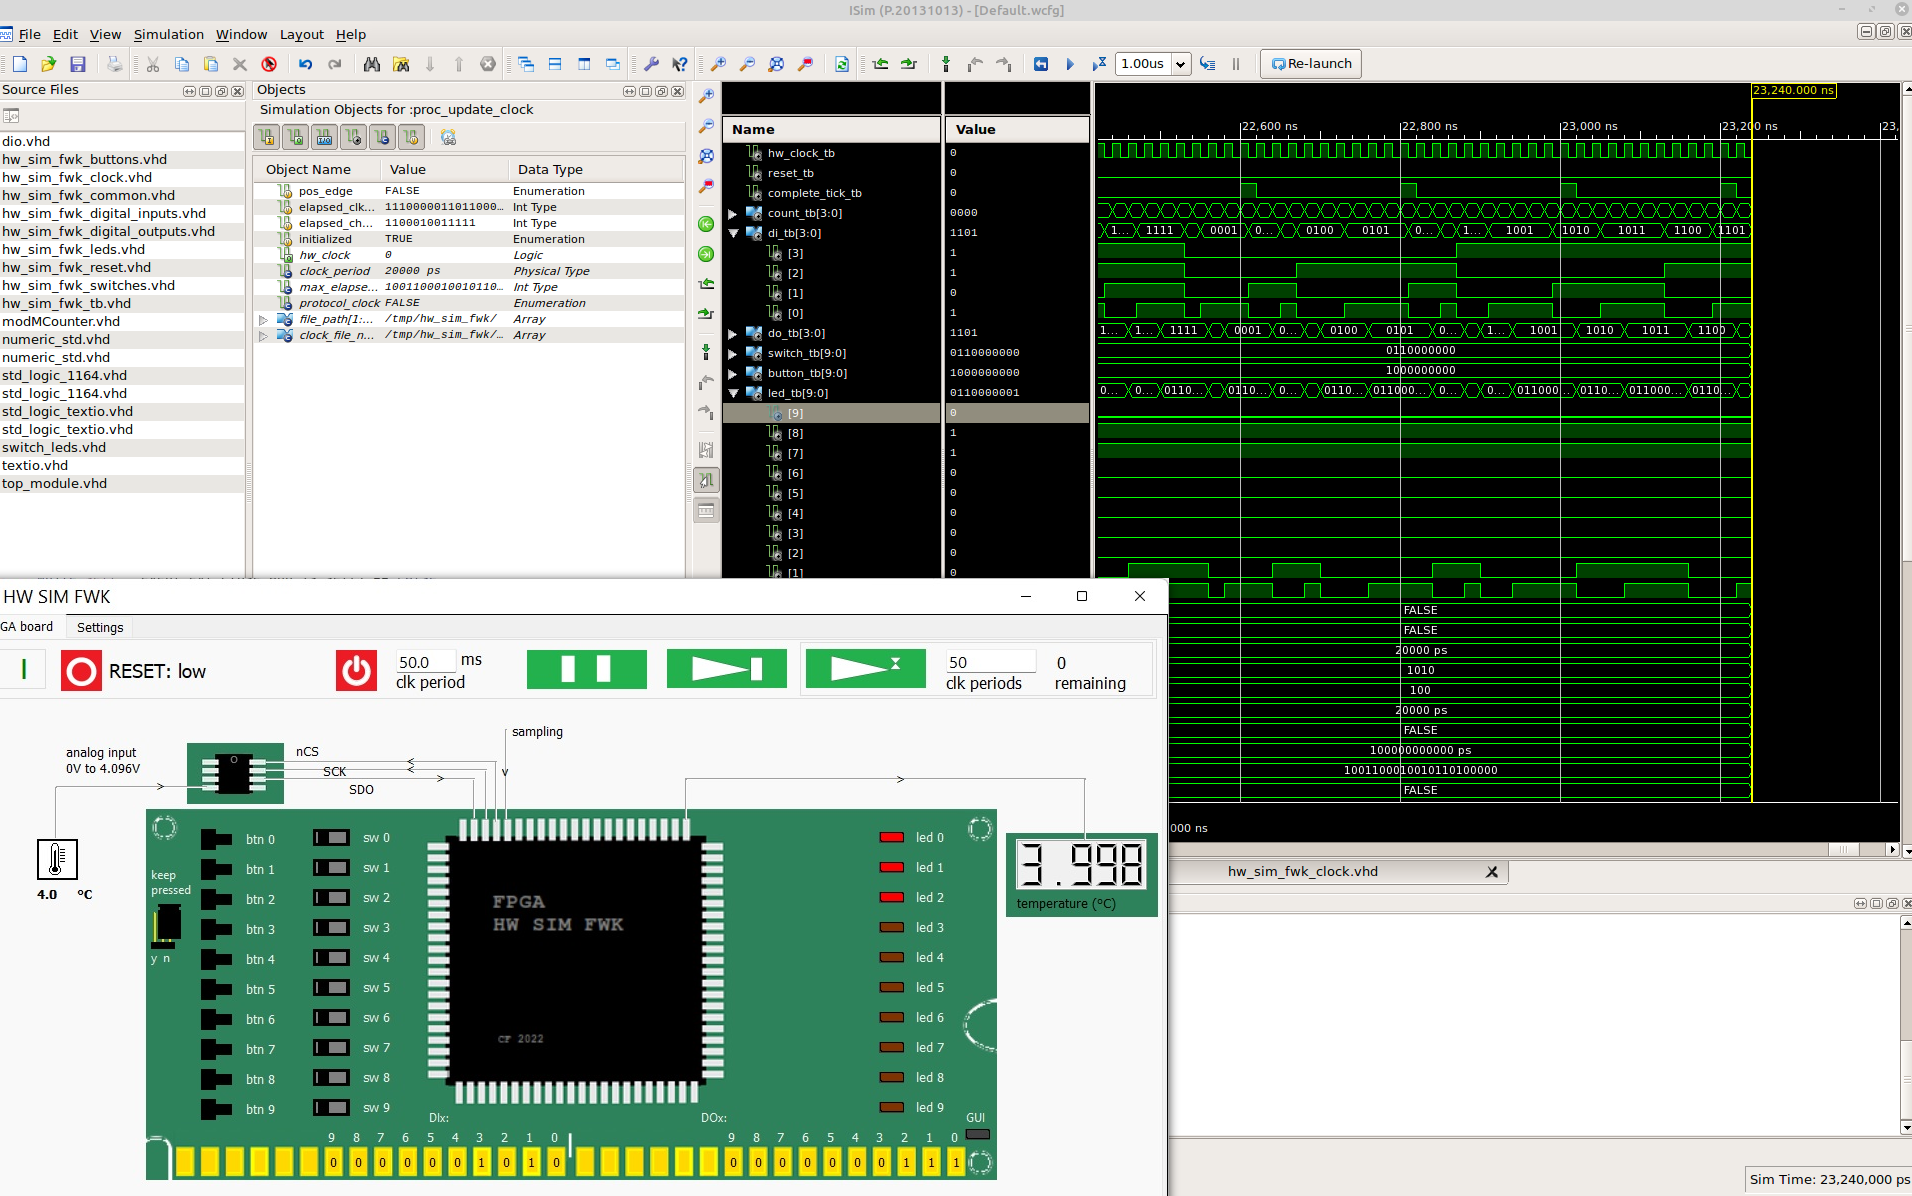 ISim (P.20131013) - [Default.wcfg]
File Edit View Simulation Window Layout Help
1.00us
Re-launch
Source Files
dio.vhd
hw_sim_fwk_buttons.vhd
hw_sim_fwk_clock.vhd
hw_sim_fwk_common.vhd
hw_sim_fwk_digital_inputs.vhd
hw_sim_fwk_digital_outputs.vhd
hw_sim_fwk_leds.vhd
hw_sim_fwk_reset.vhd
hw_sim_fwk_switches.vhd
hw_sim_fwk_tb.vhd
modMCounter.vhd
numeric_std.vhd
numeric_std.vhd
std_logic_1164.vhd
std_logic_1164.vhd
std_logic_textio.vhd
std_logic_textio.vhd
switch_leds.vhd
textio.vhd
top_module.vhd
Objects
Simulation Objects for :proc_update_clock
Object Name Value Data Type
pos_edge FALSE Enumeration
elapsed_clk... 1110000011011000... Int Type
elapsed_ch... 1100010011111 Int Type
initialized TRUE Enumeration
hw_clock 0 Logic
clock_period 20000 ps Physical Type
max_elapse... 1001100010010110... Int Type
protocol_clock FALSE Enumeration
file_path[1:... /tmp/hw_sim_fwk/ Array
clock_file_n... /tmp/hw_sim_fwk/... Array
Name Value
hw_clock_tb 0
reset_tb 0
complete_tick_tb 0
count_tb[3:0] 0000
di_tb[3:0] 1101
[3] 1
[2] 1
[1] 0
[0] 1
do_tb[3:0] 1101
switch_tb[9:0] 0110000000
button_tb[9:0] 1000000000
led_tb[9:0] 0110000001
[9] 0
[8] 1
[7] 1
[6] 0
[5] 0
[4] 0
[3] 0
[2] 0
[1] 0
23,240.000 ns
22,600 ns 22,800 ns 23,000 ns 23,200 ns 23,
1... 1111 0001 0... 0100 0101 0... 1... 1001 1010 1011 1100 1101
1... 1... 1111 0001 0... 0100 0101 0... 1... 1001 1010 1011 1100
0110000000
1000000000
0... 0... 0110... 0110... 0... 0110... 011000... 0... 0... 011000... 0110... 011000... 0110...
FALSE
FALSE
20000 ps
1010
100
20000 ps
FALSE
100000000000 ps
100110001001011010000
FALSE
000 ns
hw_sim_fwk_clock.vhd
Sim Time: 23,240,000 ps
HW SIM FWK
GA board Settings
I
RESET: low
50.0 ms
clk period
50
clk periods
0
remaining
sampling
analog input
0V to 4.096V
nCS
SCK
SDO
4.0 °C
keep
pressed
y n
btn 0 sw 0 led 0
btn 1 sw 1 led 1
btn 2 sw 2 led 2
btn 3 sw 3 led 3
btn 4 sw 4 led 4
btn 5 sw 5 led 5
btn 6 sw 6 led 6
btn 7 sw 7 led 7
btn 8 sw 8 led 8
btn 9 sw 9 led 9
FPGA
HW SIM FWK
CF 2022
3.998
temperature (°C)
DIx: DOx: GUI
9 8 7 6 5 4 3 2 1 0 9 8 7 6 5 4 3 2 1 0
0 0 0 0 0 0 1 0 1 0 0 0 0 0 0 0 0 1 1 1